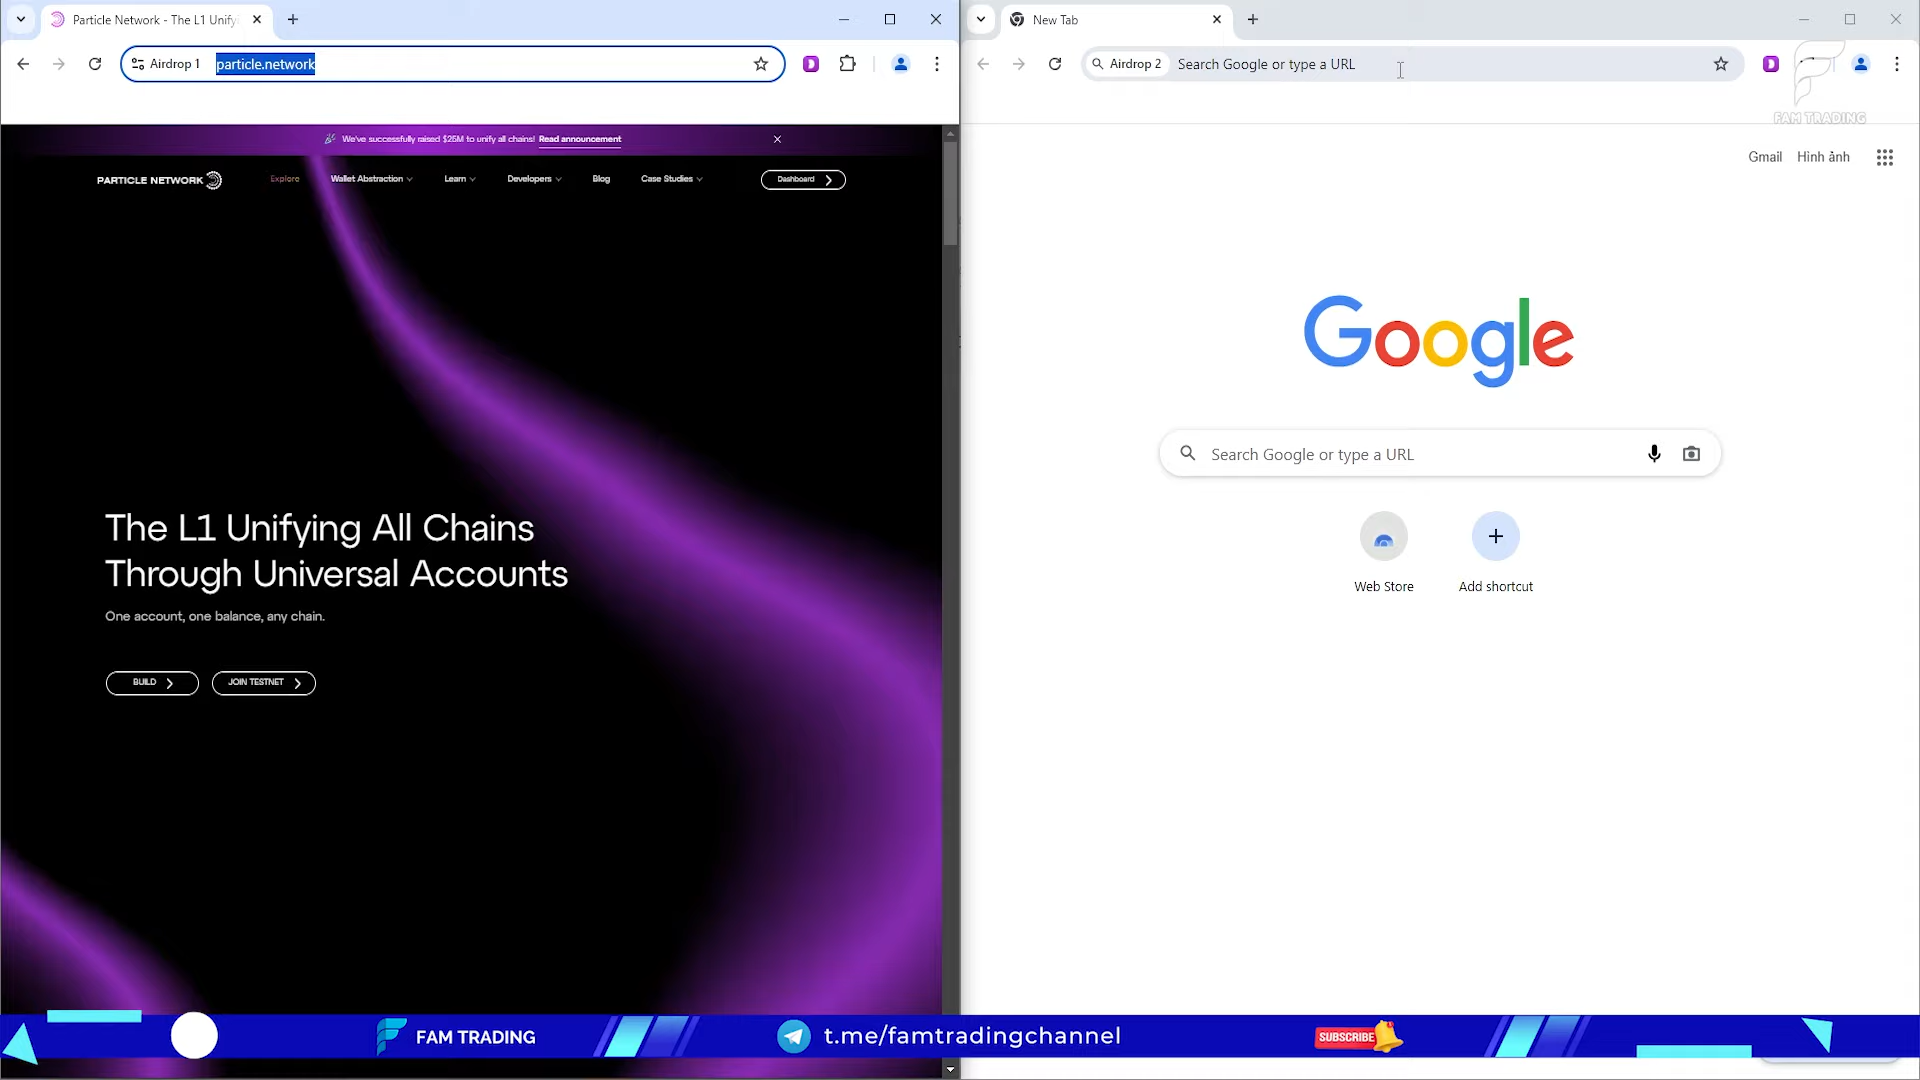 Particle Network - The L1 Unify
Airdrop 1
particle.network
We've successfully raised $25M to unify all chains! Read announcement
PARTICLE NETWORK
Explore
Wallet Abstraction
Learn
Developers
Blog
Case Studies
Dashboard
The L1 Unifying All Chains
Through Universal Accounts
One account, one balance, any chain.
BUILD
JOIN TESTNET
New Tab
Airdrop 2
Search Google or type a URL
FAM TRADING
Gmail
Hình ảnh
Google
Search Google or type a URL
Web Store
Add shortcut
FAM TRADING
t.me/famtradingchannel
SUBSCRIBE